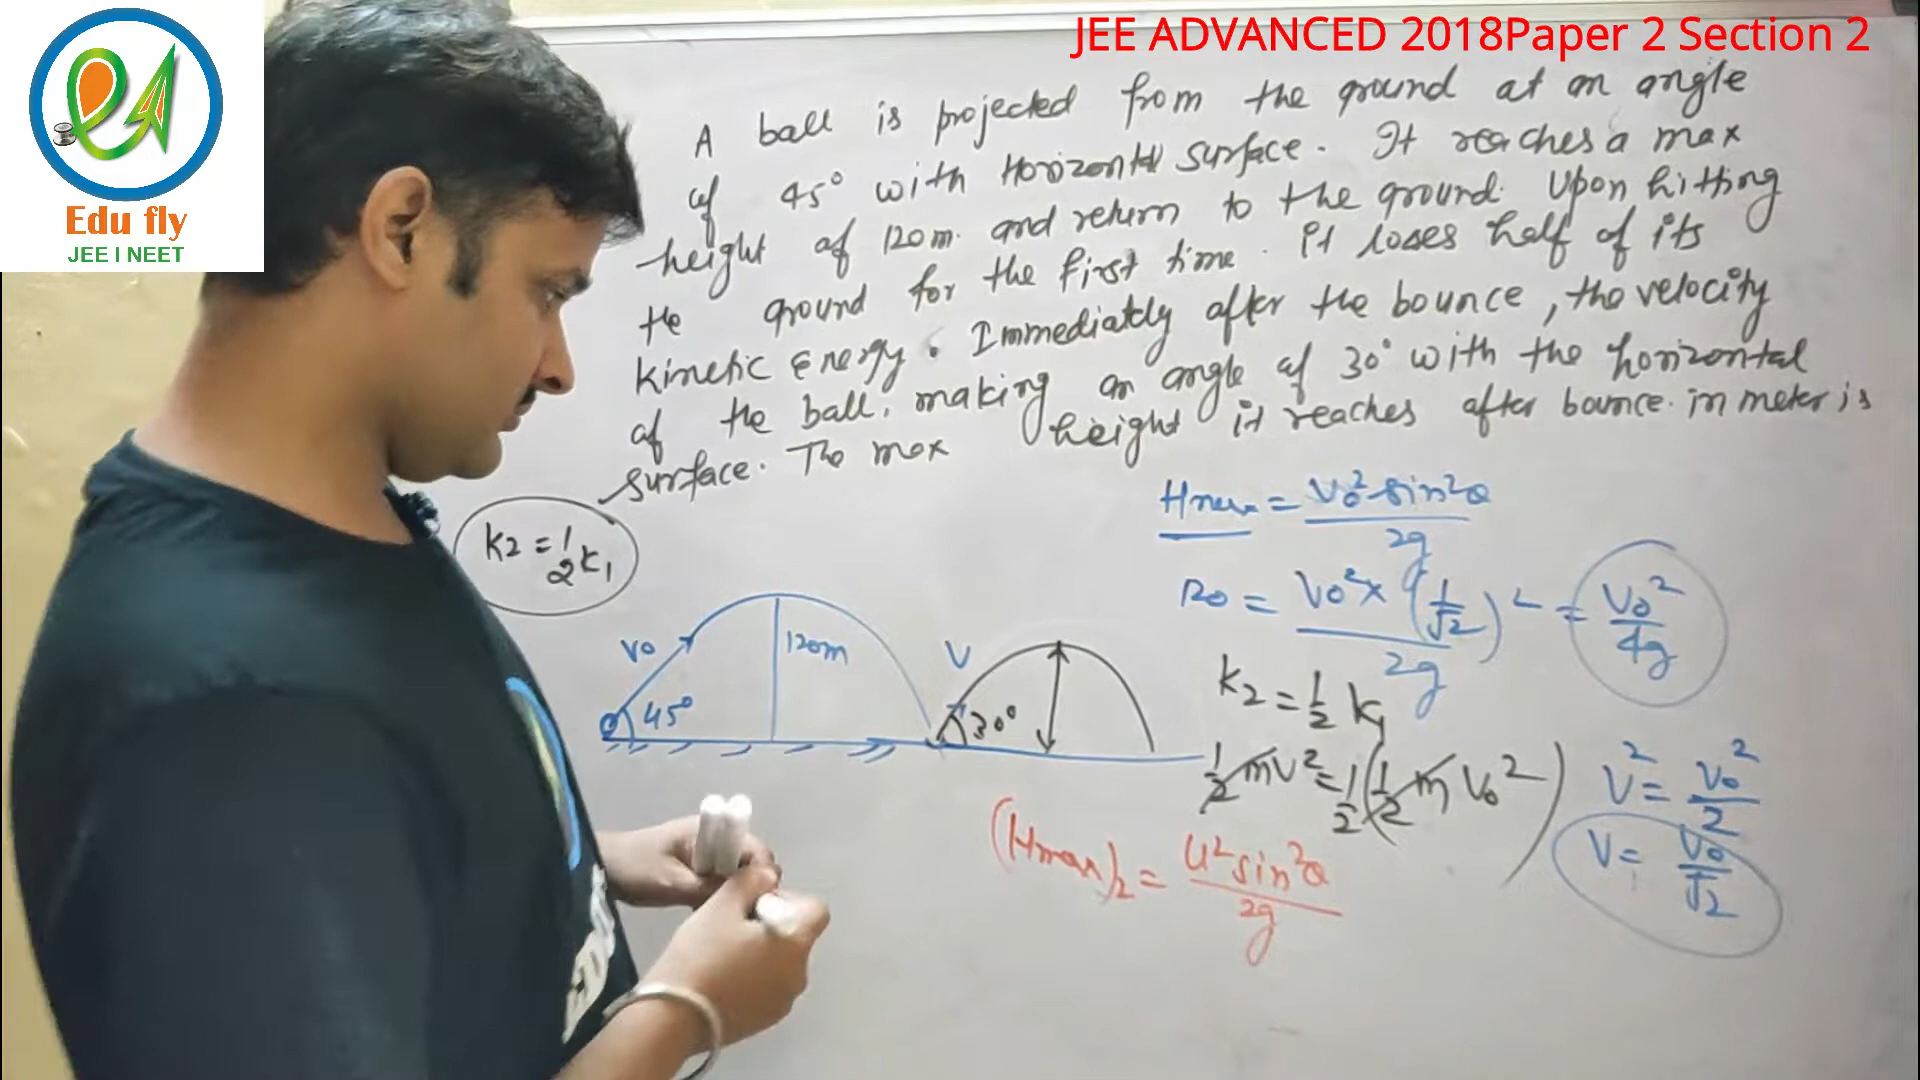 JEE ADVANCED 2018Paper 2 Section 2
Edu fly
JEE I NEET
A ball is projected from the ground at an angle
of 45° with Horizontal surface. It reaches a max
height of 120m. and return to the ground. Upon hitting
the ground for the first time. it loses half of its
kinetic energy. Immediately after the bounce, the velocity
of the ball, making an angle of 30° with the horizontal
surface. The max height it reaches after bounce. in meter is
k2 = 1/2 k1
Hmax = V0² sin²θ / 2g
120 = V0² × (1/√2)² / 2g = V0² / 4g
V0
45°
120m
V
30°
K2 = 1/2 K1
1/2 mV² = 1/2 (1/2 m V0²)
V² = V0² / 2
V = V0 / √2
(Hmax)2 = U² sin²θ / 2g